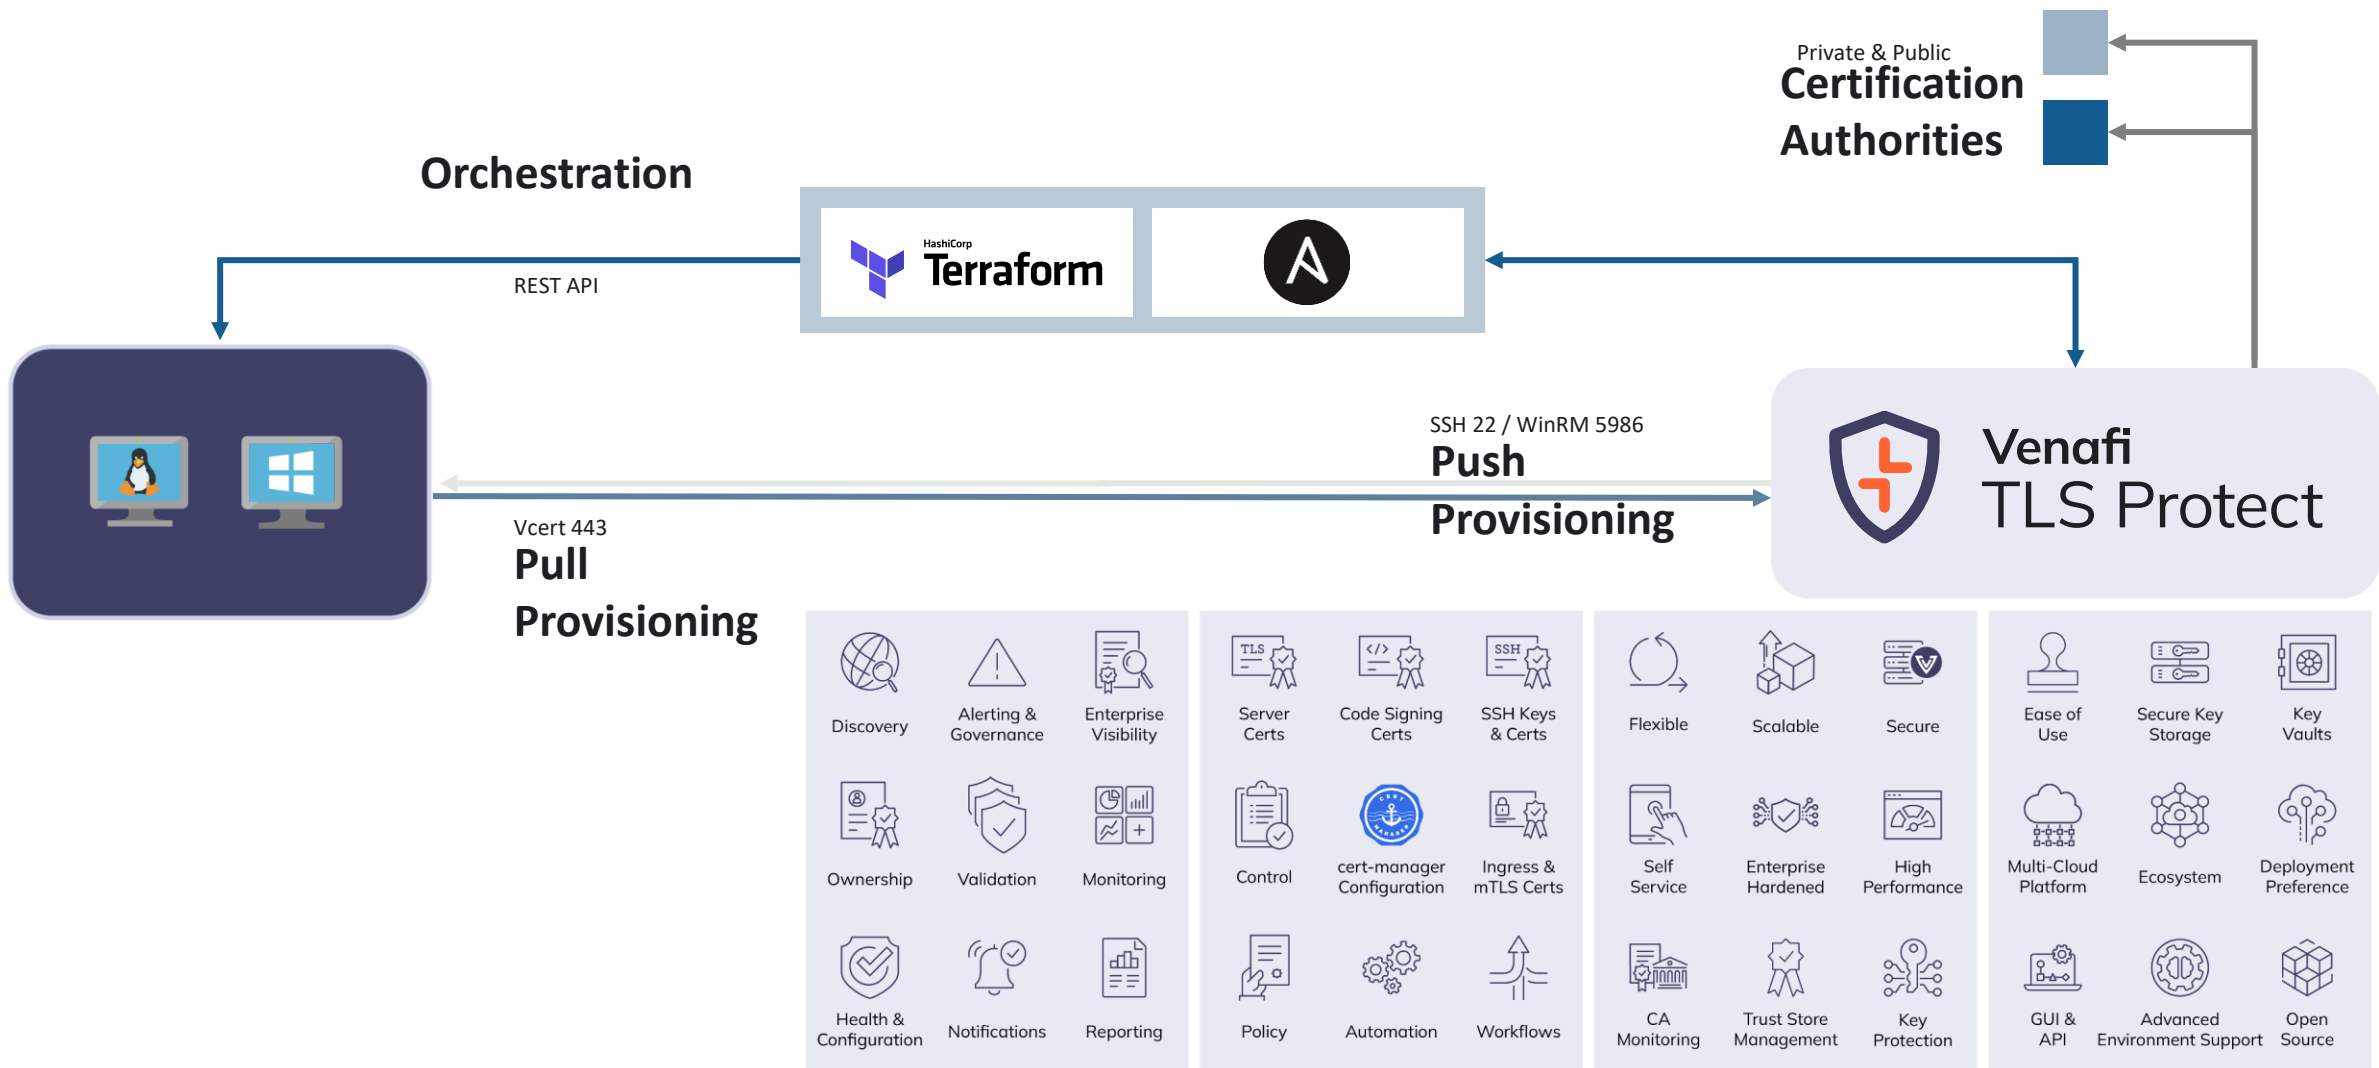 Private & Public
Certification
Authorities
Orchestration
HashiCorp
Terraform
A
REST API
SSH 22 / WinRM 5986
Push
Provisioning
Venafi
TLS Protect
Vcert 443
Pull
Provisioning
TLS
</>
SSH
Discovery
Alerting &
Governance
Enterprise
Visibility
Server
Certs
Code Signing
Certs
SSH Keys
& Certs
Flexible
Scalable
Secure
Ease of
Use
Secure Key
Storage
Key
Vaults
CERT
MANAGER
Ownership
Validation
Monitoring
Control
cert-manager
Configuration
Ingress &
mTLS Certs
Self
Service
Enterprise
Hardened
High
Performance
Multi-Cloud
Platform
Ecosystem
Deployment
Preference
Health &
Configuration
Notifications
Reporting
Policy
Automation
Workflows
CA
Monitoring
Trust Store
Management
Key
Protection
GUI &
API
Advanced
Environment Support
Open
Source